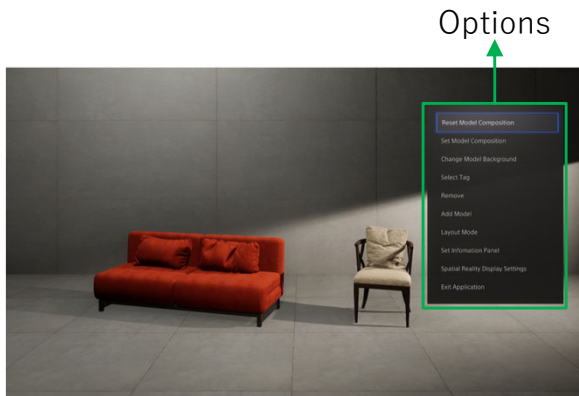 Options
Reset Model Composition
Set Model Composition
Change Model Background
Select Tag
Remove
Add Model
Layout Mode
Set Infomation Panel
Spatial Reality Display Settings
Exit Application